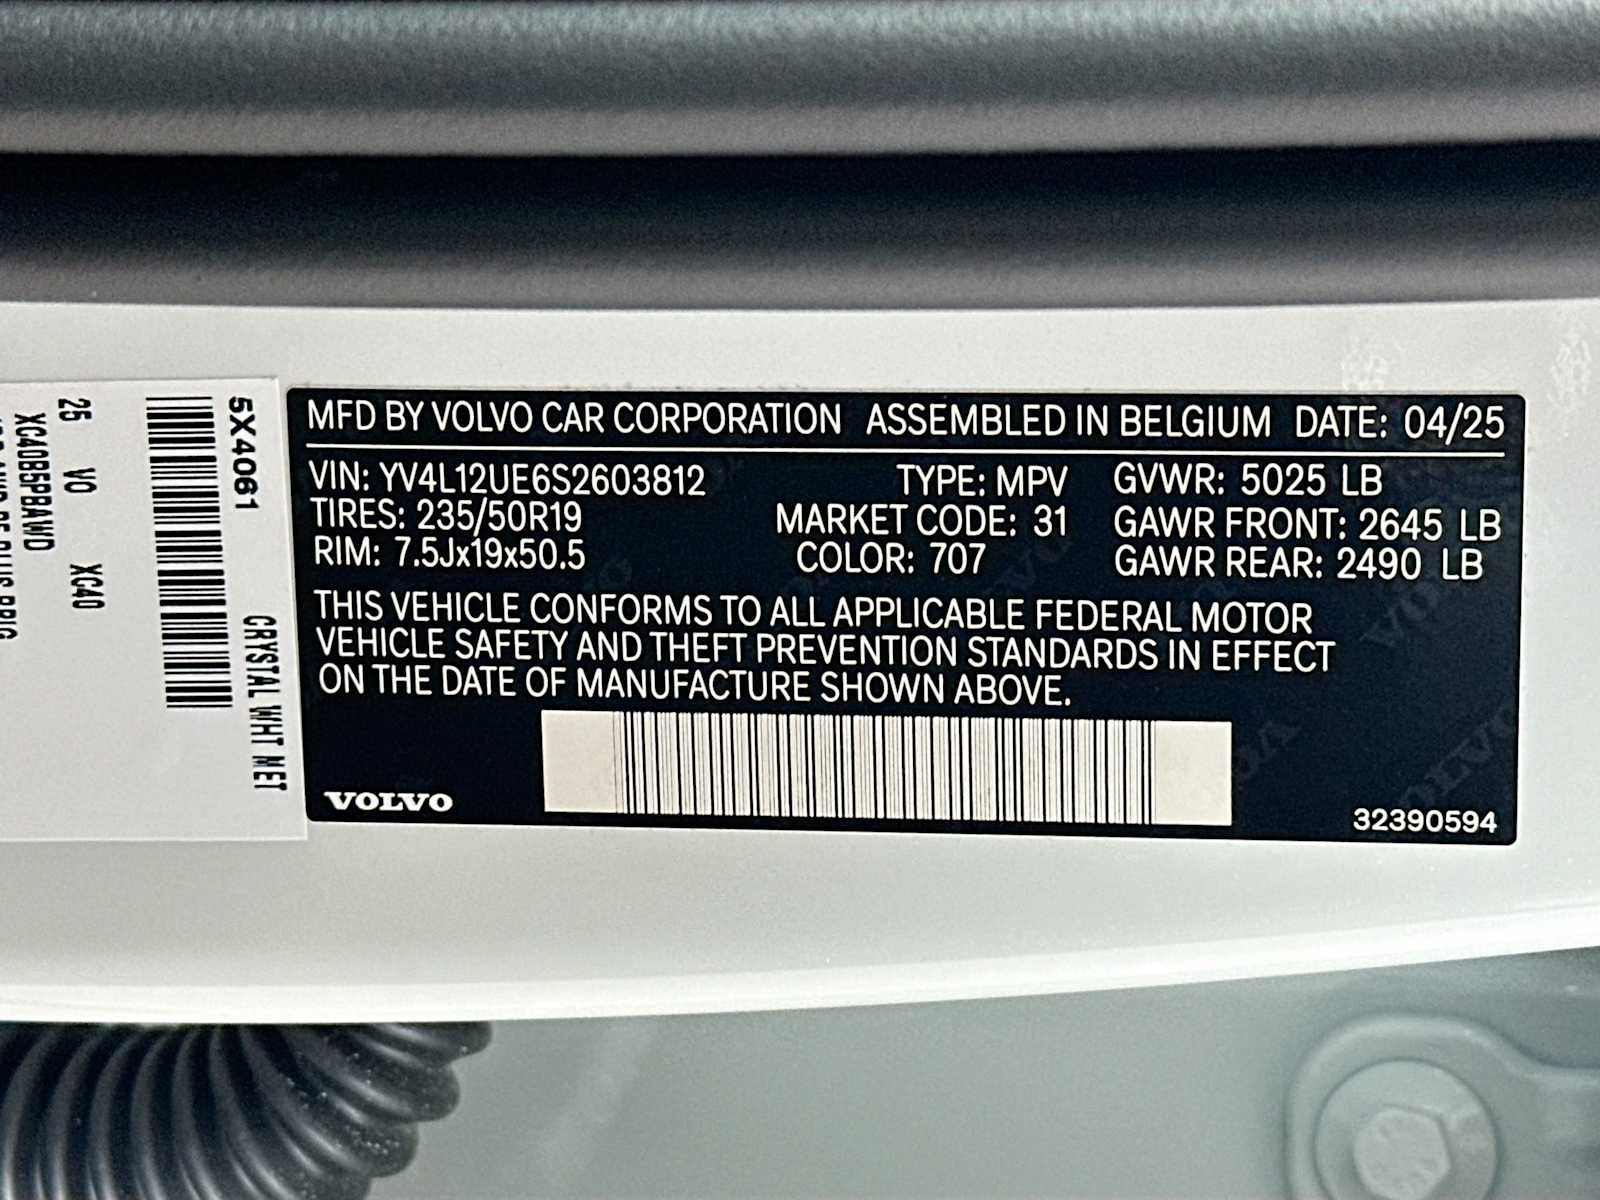 MFD BY VOLVO CAR CORPORATION ASSEMBLED IN BELGIUM DATE: 04/25
VIN: YV4L12UE6S2603812 TYPE: MPV GVWR: 5025 LB
TIRES: 235/50R19 MARKET CODE: 31 GAWR FRONT: 2645 LB
RIM: 7.5Jx19x50.5 COLOR: 707 GAWR REAR: 2490 LB
THIS VEHICLE CONFORMS TO ALL APPLICABLE FEDERAL MOTOR
VEHICLE SAFETY AND THEFT PREVENTION STANDARDS IN EFFECT
ON THE DATE OF MANUFACTURE SHOWN ABOVE.
VOLVO
32390594
5X4061 CRYSTAL WHT MET
25 VO XC40
XC40B5PBAWD